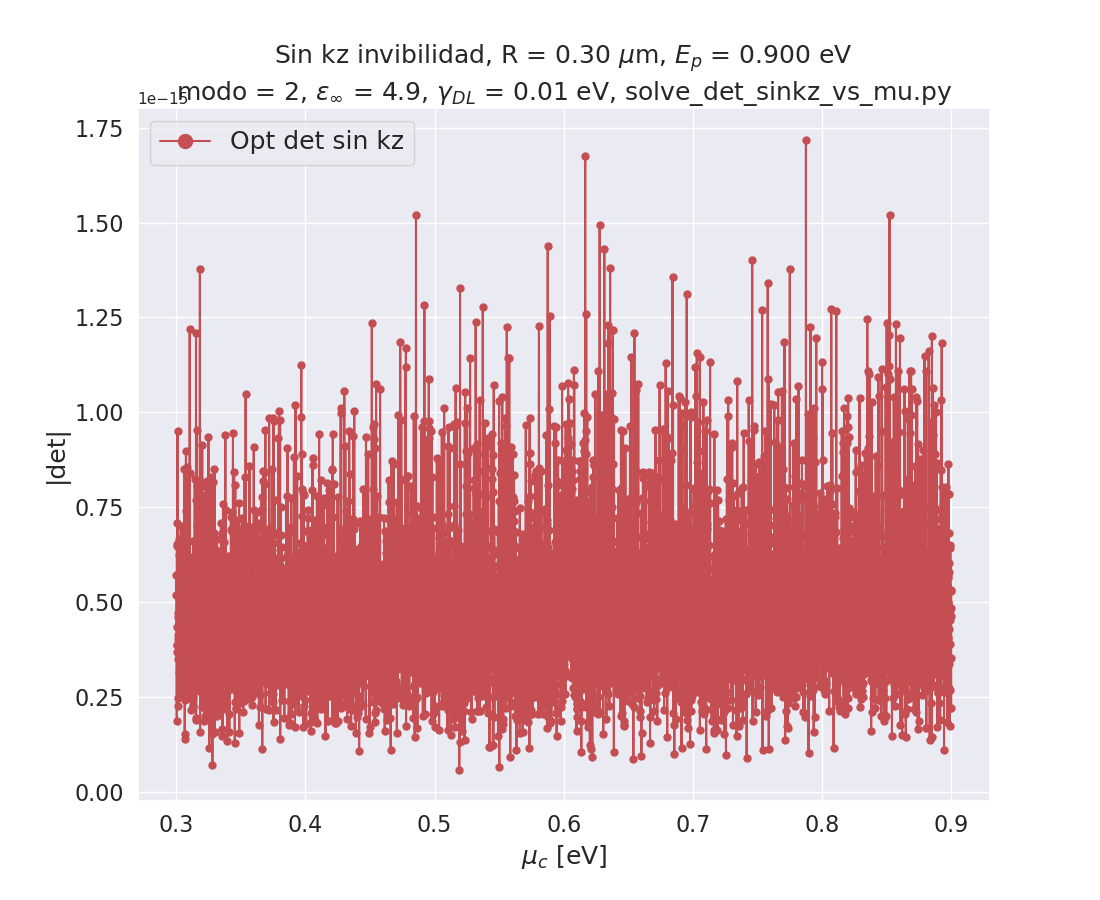 Sin kz invibilidad, R = 0.30 μm, E_p = 0.900 eV
modo = 2, ε_∞ = 4.9, γ_DL = 0.01 eV, solve_det_sinkz_vs_mu.py
1e−15
Opt det sin kz
1.75
1.50
1.25
1.00
0.75
0.50
0.25
0.00
|det|
0.3 0.4 0.5 0.6 0.7 0.8 0.9
μ_c [eV]